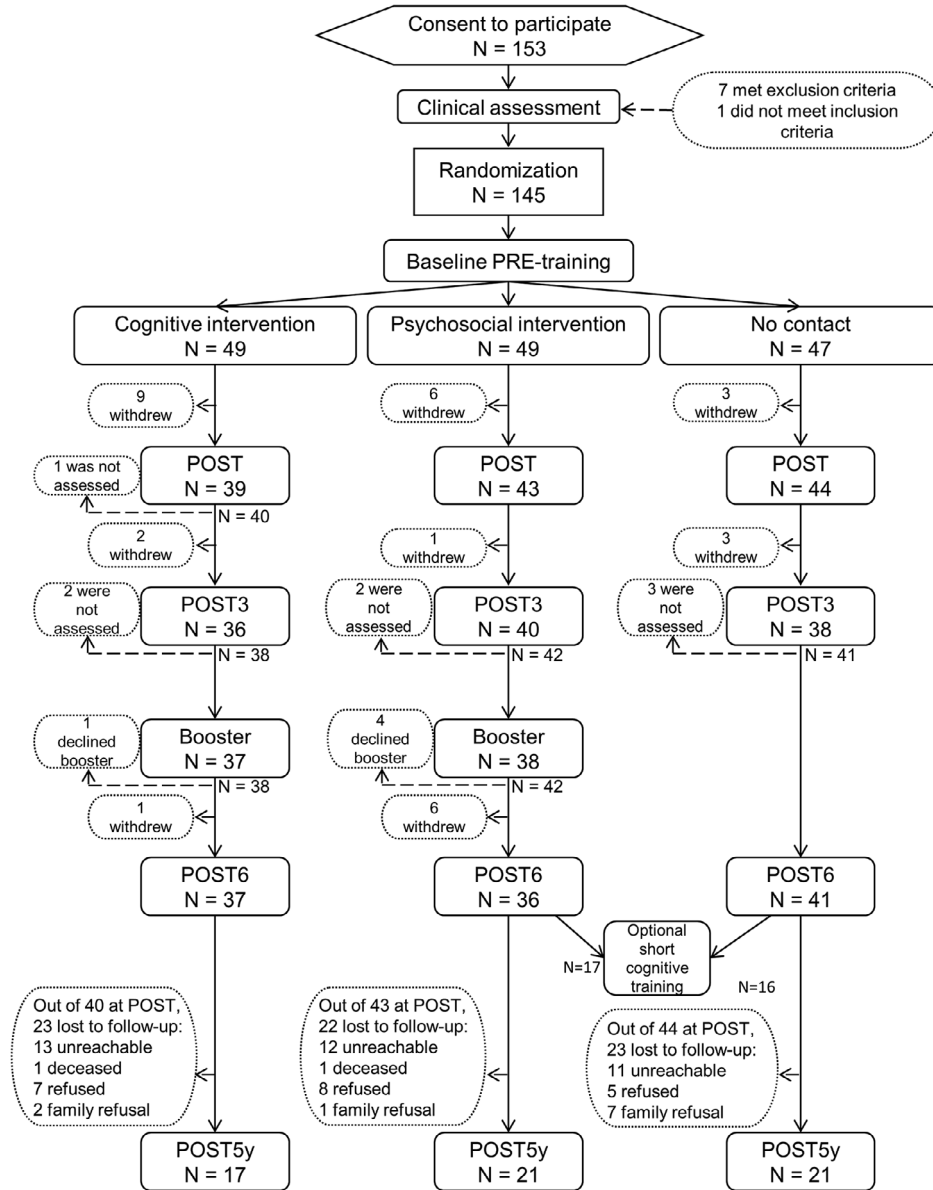 Consent to participate
N = 153
7 met exclusion criteria
1 did not meet inclusion
criteria
Clinical assessment
Randomization
N = 145
Baseline PRE-training
Cognitive intervention
N = 49
Psychosocial intervention
N = 49
No contact
N = 47
9
withdrew
6
withdrew
3
withdrew
POST
N = 39
1 was not
assessed
N = 40
POST
N = 43
POST
N = 44
2
withdrew
1
withdrew
3
withdrew
POST3
N = 36
2 were
not
assessed
N = 38
POST3
N = 40
2 were
not
assessed
N = 42
POST3
N = 38
3 were
not
assessed
N = 41
Booster
N = 37
1
declined
booster
N = 38
Booster
N = 38
4
declined
booster
N = 42
1
withdrew
6
withdrew
POST6
N = 37
POST6
N = 36
POST6
N = 41
Optional
short
cognitive
training
N=17
N=16
Out of 40 at POST,
23 lost to follow-up:
13 unreachable
1 deceased
7 refused
2 family refusal
Out of 43 at POST,
22 lost to follow-up:
12 unreachable
1 deceased
8 refused
1 family refusal
Out of 44 at POST,
23 lost to follow-up:
11 unreachable
5 refused
7 family refusal
POST5y
N = 17
POST5y
N = 21
POST5y
N = 21